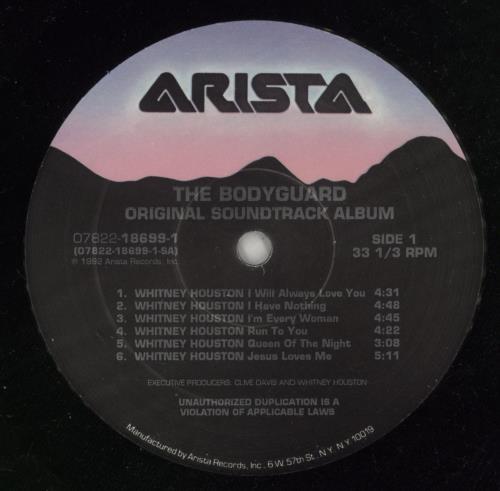 ARISTA
THE BODYGUARD
ORIGINAL SOUNDTRACK ALBUM
07822-18699-1
(07822-18699-1-SA)
℗ 1992 Arista Records, Inc.
SIDE 1
33 1/3 RPM
1. WHITNEY HOUSTON I Will Always Love You 4:31
2. WHITNEY HOUSTON I Have Nothing 4:48
3. WHITNEY HOUSTON I'm Every Woman 4:45
4. WHITNEY HOUSTON Run To You 4:22
5. WHITNEY HOUSTON Queen Of The Night 3:08
6. WHITNEY HOUSTON Jesus Loves Me 5:11
EXECUTIVE PRODUCERS: CLIVE DAVIS AND WHITNEY HOUSTON
UNAUTHORIZED DUPLICATION IS A
VIOLATION OF APPLICABLE LAWS
Manufactured by Arista Records, Inc. 6 W. 57th St. N.Y. N.Y. 10019